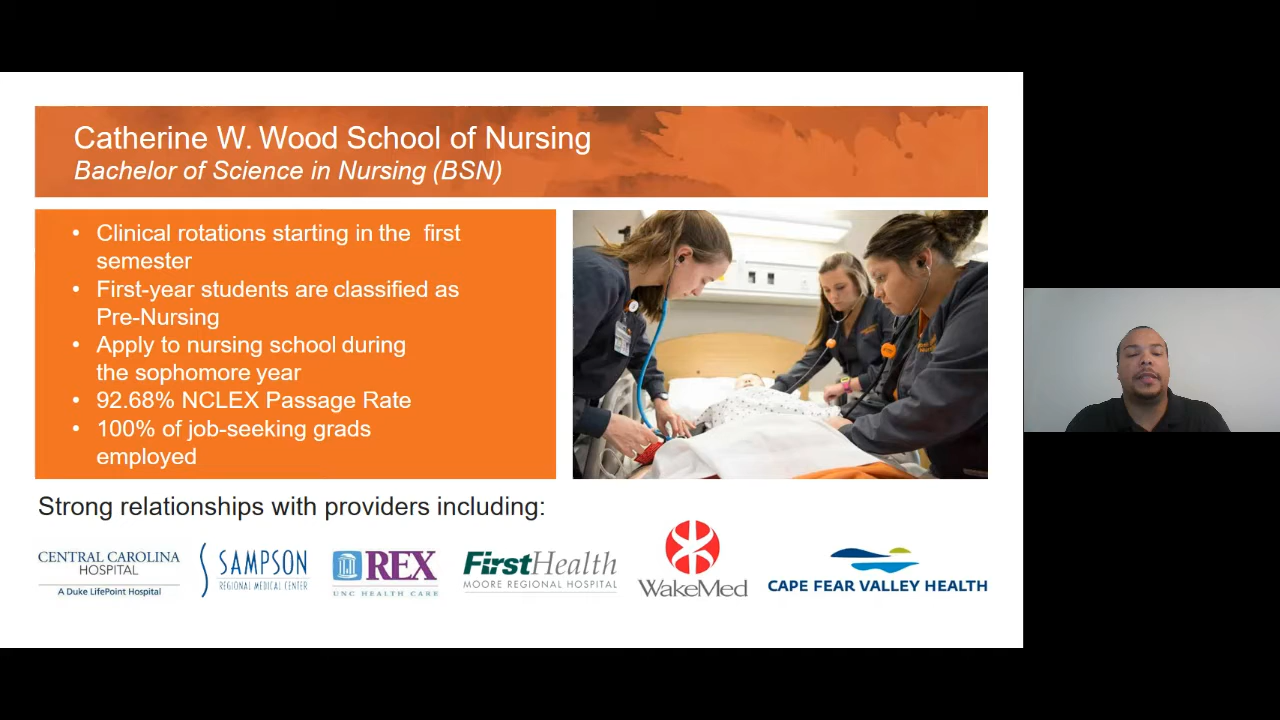 Catherine W. Wood School of Nursing
Bachelor of Science in Nursing (BSN)
• Clinical rotations starting in the first
semester
• First-year students are classified as
Pre-Nursing
• Apply to nursing school during
the sophomore year
• 92.68% NCLEX Passage Rate
• 100% of job-seeking grads
employed
Strong relationships with providers including:
CENTRAL CAROLINA
HOSPITAL
A Duke LifePoint Hospital
SAMPSON
REGIONAL MEDICAL CENTER
REX
UNC HEALTH CARE
FirstHealth
MOORE REGIONAL HOSPITAL
WakeMed
CAPE FEAR VALLEY HEALTH